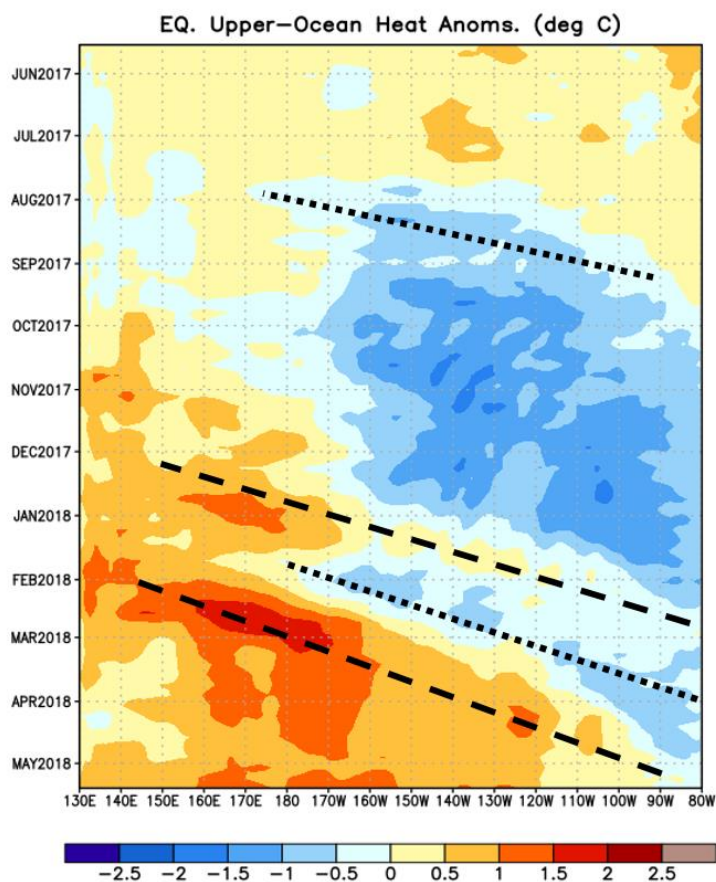 EQ. Upper-Ocean Heat Anoms. (deg C)
JUN2017
JUL2017
AUG2017
SEP2017
OCT2017
NOV2017
DEC2017
JAN2018
FEB2018
MAR2018
APR2018
MAY2018
130E 140E 150E 160E 170E 180 170W 160W 150W 140W 130W 120W 110W 100W 90W 80W
-2.5 -2 -1.5 -1 -0.5 0 0.5 1 1.5 2 2.5